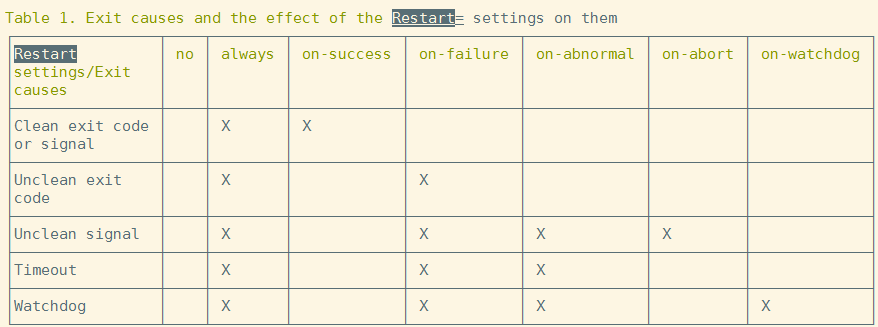 Table 1. Exit causes and the effect of the Restart= settings on them
Restart no always on-success on-failure on-abnormal on-abort on-watchdog
settings/Exit
causes
Clean exit code X X
or signal
Unclean exit X X
code
Unclean signal X X X X
Timeout X X X
Watchdog X X X X